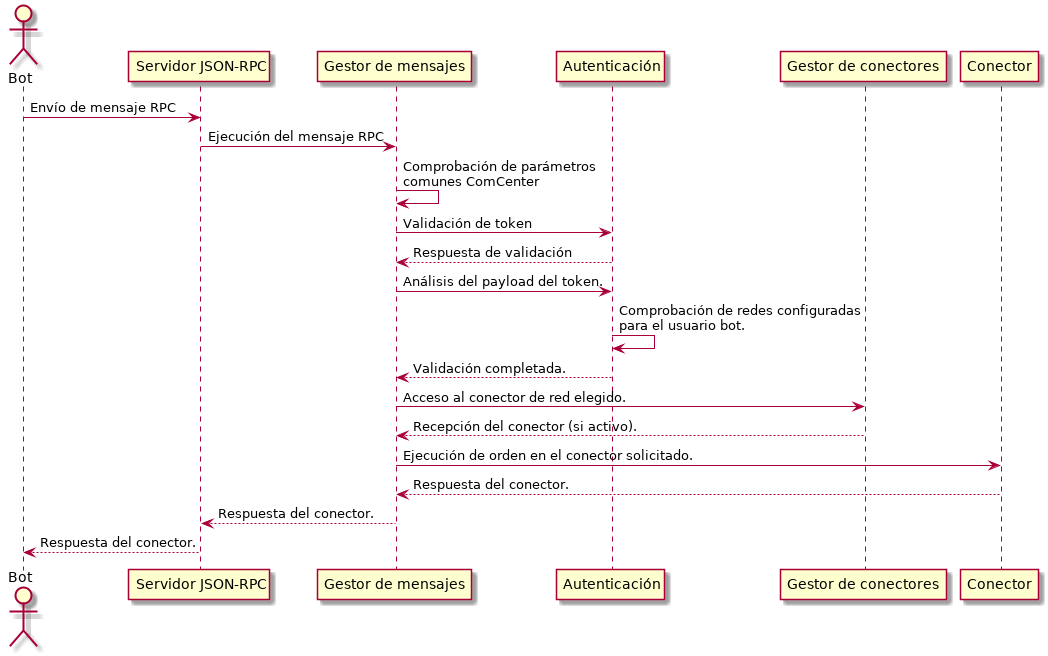 Bot
Servidor JSON-RPC
Gestor de mensajes
Autenticación
Gestor de conectores
Conector
Envío de mensaje RPC
Ejecución del mensaje RPC
Comprobación de parámetros
comunes ComCenter
Validación de token
Respuesta de validación
Análisis del payload del token.
Comprobación de redes configuradas
para el usuario bot.
Validación completada.
Acceso al conector de red elegido.
Recepción del conector (si activo).
Ejecución de orden en el conector solicitado.
Respuesta del conector.
Respuesta del conector.
Respuesta del conector.
Bot
Servidor JSON-RPC
Gestor de mensajes
Autenticación
Gestor de conectores
Conector